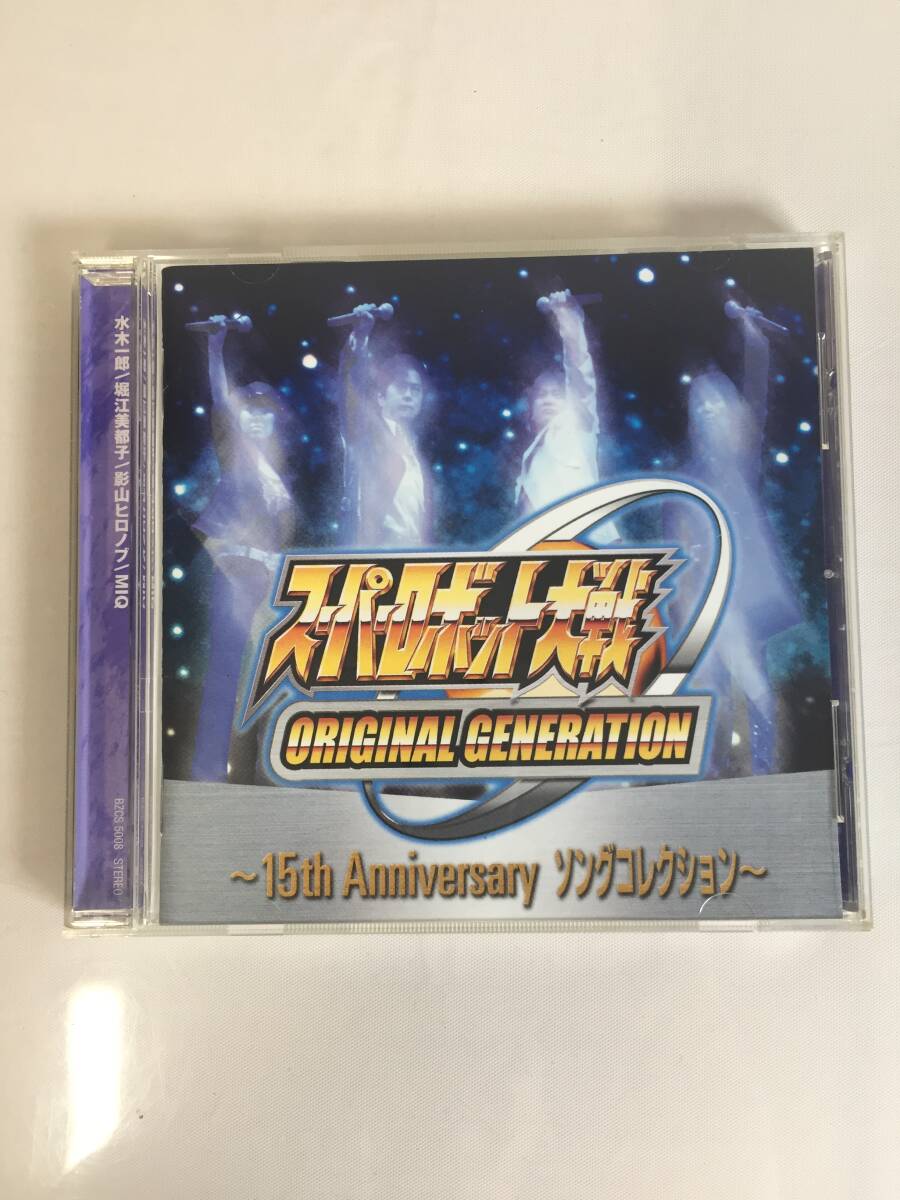 水木一郎/堀江美都子/影山ヒロノブ/MIQ
BZCS 5008 STEREO
スーパーロボット大戦
ORIGINAL GENERATION
～15th Anniversary ソングコレクション～